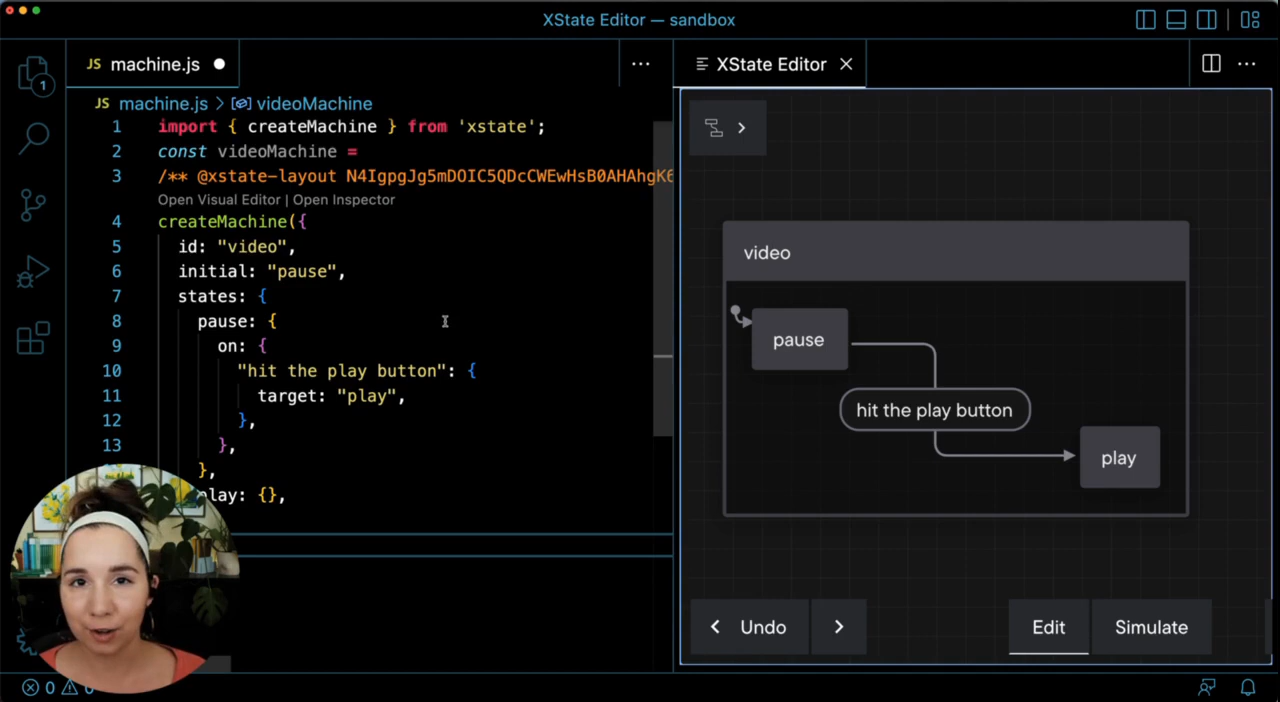 XState Editor — sandbox
JS machine.js
XState Editor
1
JS machine.js > videoMachine
1 import { createMachine } from 'xstate';
2 const videoMachine =
3 /** @xstate-layout N4IgpgJg5mDOIC5QDcCWEwHsB0AHAhgK6
Open Visual Editor | Open Inspector
4 createMachine({
5 id: "video",
6 initial: "pause",
7 states: {
8 pause: {
9 on: {
10 "hit the play button": {
11 target: "play",
12 },
13 },
},
play: {},
video
pause
hit the play button
play
< Undo
>
Edit
Simulate
0